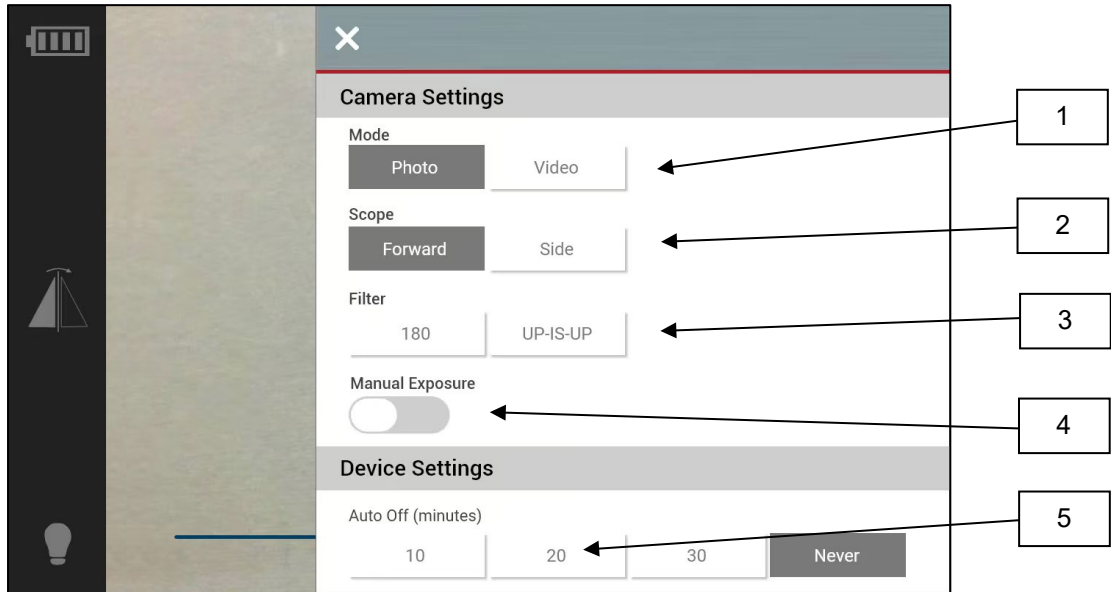 Camera Settings
Mode
Photo Video
1
Scope
Forward Side
2
Filter
180 UP-IS-UP
3
Manual Exposure
4
Device Settings
Auto Off (minutes)
5
10 20 30 Never